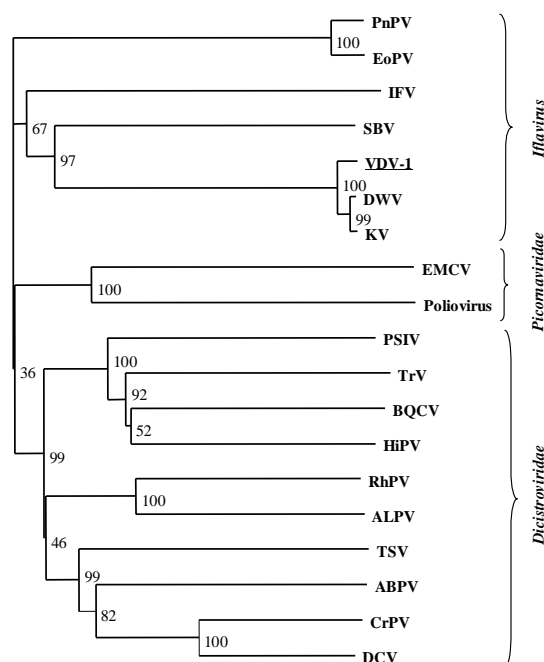 PnPV
100
EoPV
IFV
67
SBV
97
VDV-1
100
DWV
99
KV
Iflavirus
EMCV
100
Poliovirus
Picornaviridae
PSIV
100
36
TrV
92
BQCV
52
HiPV
99
RhPV
100
ALPV
46
TSV
99
ABPV
82
CrPV
100
DCV
Dicistroviridae